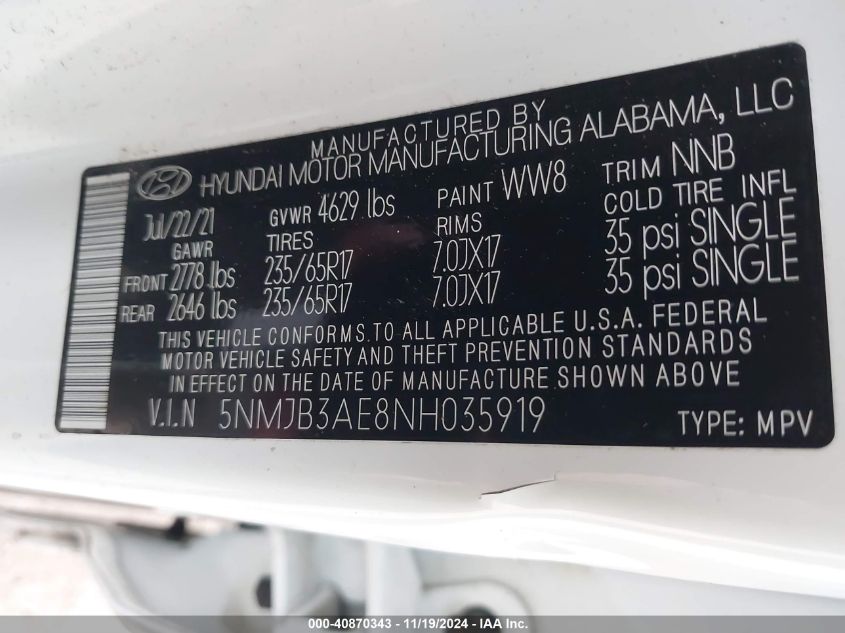 MANUFACTURED BY
HYUNDAI MOTOR MANUFACTURING ALABAMA, LLC
Jul/22/21 GVWR 4629 lbs PAINT WW8 TRIM NNB
GAWR TIRES RIMS COLD TIRE INFL
FRONT 2778 lbs 235/65R17 7.0JX17 35 psi SINGLE
REAR 2646 lbs 235/65R17 7.0JX17 35 psi SINGLE
THIS VEHICLE CONFORMS TO ALL APPLICABLE U.S.A. FEDERAL
MOTOR VEHICLE SAFETY AND THEFT PREVENTION STANDARDS
IN EFFECT ON THE DATE OF MANUFACTURE SHOWN ABOVE
V.I.N 5NMJB3AE8NH035919 TYPE: MPV
000-40870343 - 11/19/2024 - IAA Inc.